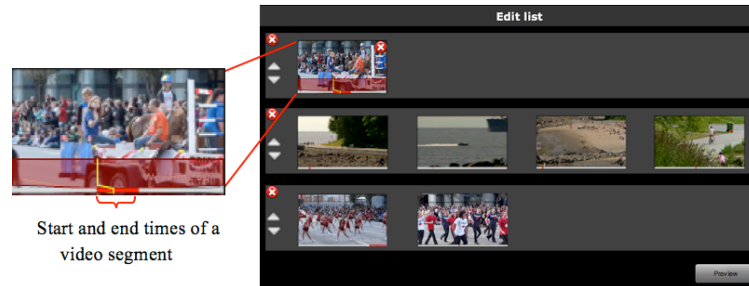 Edit list
Start and end times of a
video segment
Preview